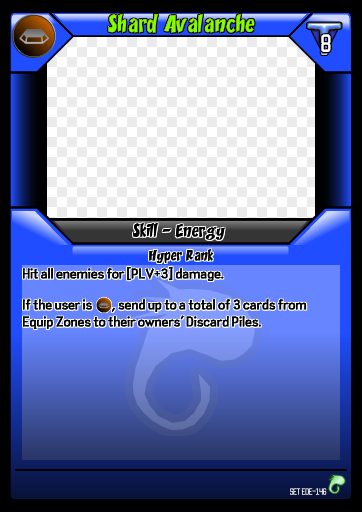 Shard Avalanche
8
Skill - Energy
Hyper Rank
Hit all enemies for [PLV+3] damage.
If the user is , send up to a total of 3 cards from
Equip Zones to their owners' Discard Piles.
SET EOE-146